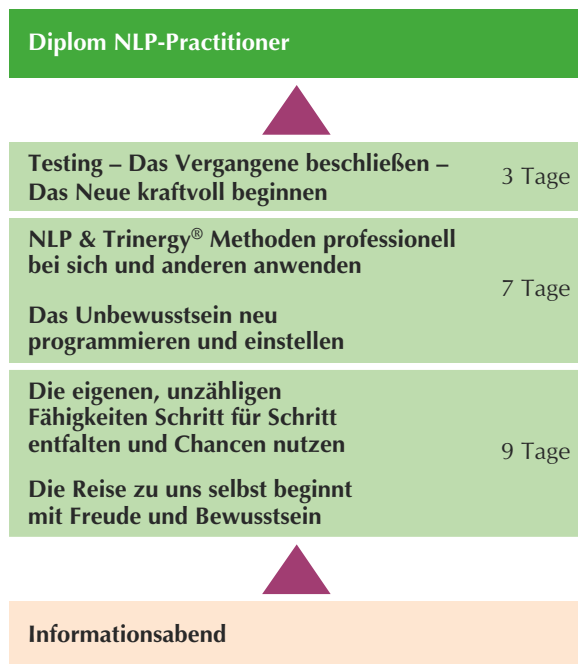 Diplom NLP-Practitioner
Testing – Das Vergangene beschließen –
Das Neue kraftvoll beginnen
3 Tage
NLP & Trinergy® Methoden professionell
bei sich und anderen anwenden
Das Unbewusstsein neu
programmieren und einstellen
7 Tage
Die eigenen, unzähligen
Fähigkeiten Schritt für Schritt
entfalten und Chancen nutzen
Die Reise zu uns selbst beginnt
mit Freude und Bewusstsein
9 Tage
Informationsabend